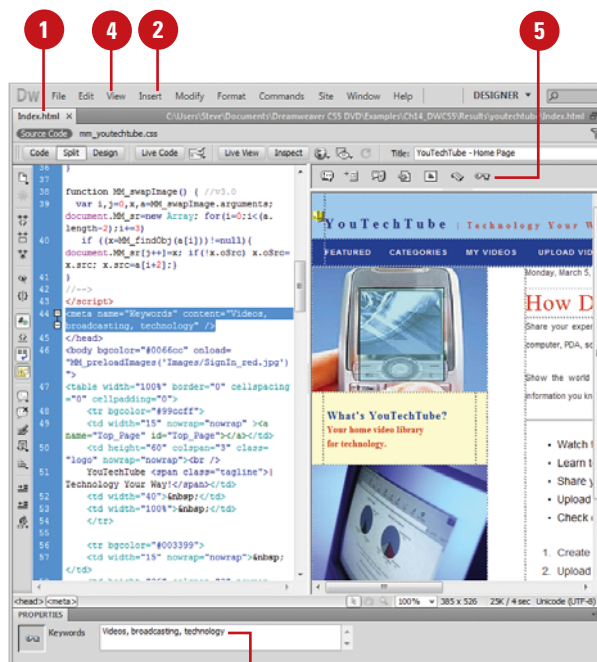 1
4
2
5
DW File Edit View Insert Modify Format Commands Site Window Help DESIGNER
Index.html × C:\Users\Steve\Documents\Dreamweaver CS5 DVD\Examples\Ch14_DWCS5\Results\youtechtube\Index.html
Source Code mm_youtechtube.css
Code Split Design Live Code Live View Inspect Title: YouTechTube - Home Page
36 }
37
38 function MM_swapImage() { //v3.0
39 var i,j=0,x,a=MM_swapImage.arguments;
document.MM_sr=new Array; for(i=0;i<(a.
length-2);i+=3)
40 if ((x=MM_findObj(a[i]))!=null){
document.MM_sr[j++]=x; if(!x.oSrc) x.oSrc=
x.src; x.src=a[i+2];}
41 }
42 //-->
43 </script>
44 <meta name="Keywords" content="Videos,
broadcasting, technology" />
45 </head>
46 <body bgcolor="#0066cc" onload=
"MM_preloadImages('Images/SignIn_red.jpg')
">
47 <table width="100%" border="0" cellspacing
="0" cellpadding="0">
48 <tr bgcolor="#99ccff">
49 <td width="15" nowrap="nowrap" ><a
name="Top_Page" id="Top_Page"></a></td>
50 <td height="60" colspan="3" class=
"logo" nowrap="nowrap"><br />
51 YouTechTube <span class="tagline">|
Technology Your Way!</span></td>
52 <td width="40">&nbsp;</td>
53 <td width="100%">&nbsp;</td>
54 </tr>
55
56 <tr bgcolor="#003399">
57 <td width="15" nowrap="nowrap">&nbsp;
</td>
YouTechTube | Technology Your W
FEATURED CATEGORIES MY VIDEOS UPLOAD VID
Monday, March 5,
How D
Share your exper
computer, PDA, sc
Show the world
information you kn
What's YouTechTube?
Your home video library
for technology.
• Watch t
• Learn t
• Share y
• Upload
• Check
1. Create
2. Upload
<head> <meta> 100% 385 x 526 25K / 4 sec Unicode (UTF-8)
PROPERTIES
Keywords Videos, broadcasting, technology